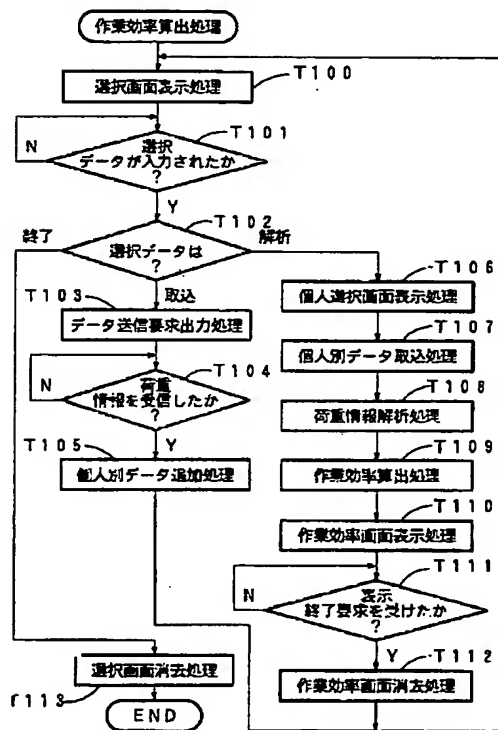 作業効率算出処理
選択画面表示処理
T100
選択
データが入力されたか
?
T101
N
Y
選択データは
?
T102
終了
解析
取込
T103
データ送信要求出力処理
荷重
情報を受信したか
?
T104
N
Y
T105
個人別データ追加処理
T106
個人選択画面表示処理
T107
個人別データ取込処理
T108
荷重情報解析処理
T109
作業効率算出処理
T110
作業効率画面表示処理
T111
表示
終了要求を受けたか
?
N
Y
T112
作業効率画面消去処理
選択画面消去処理
T113
END